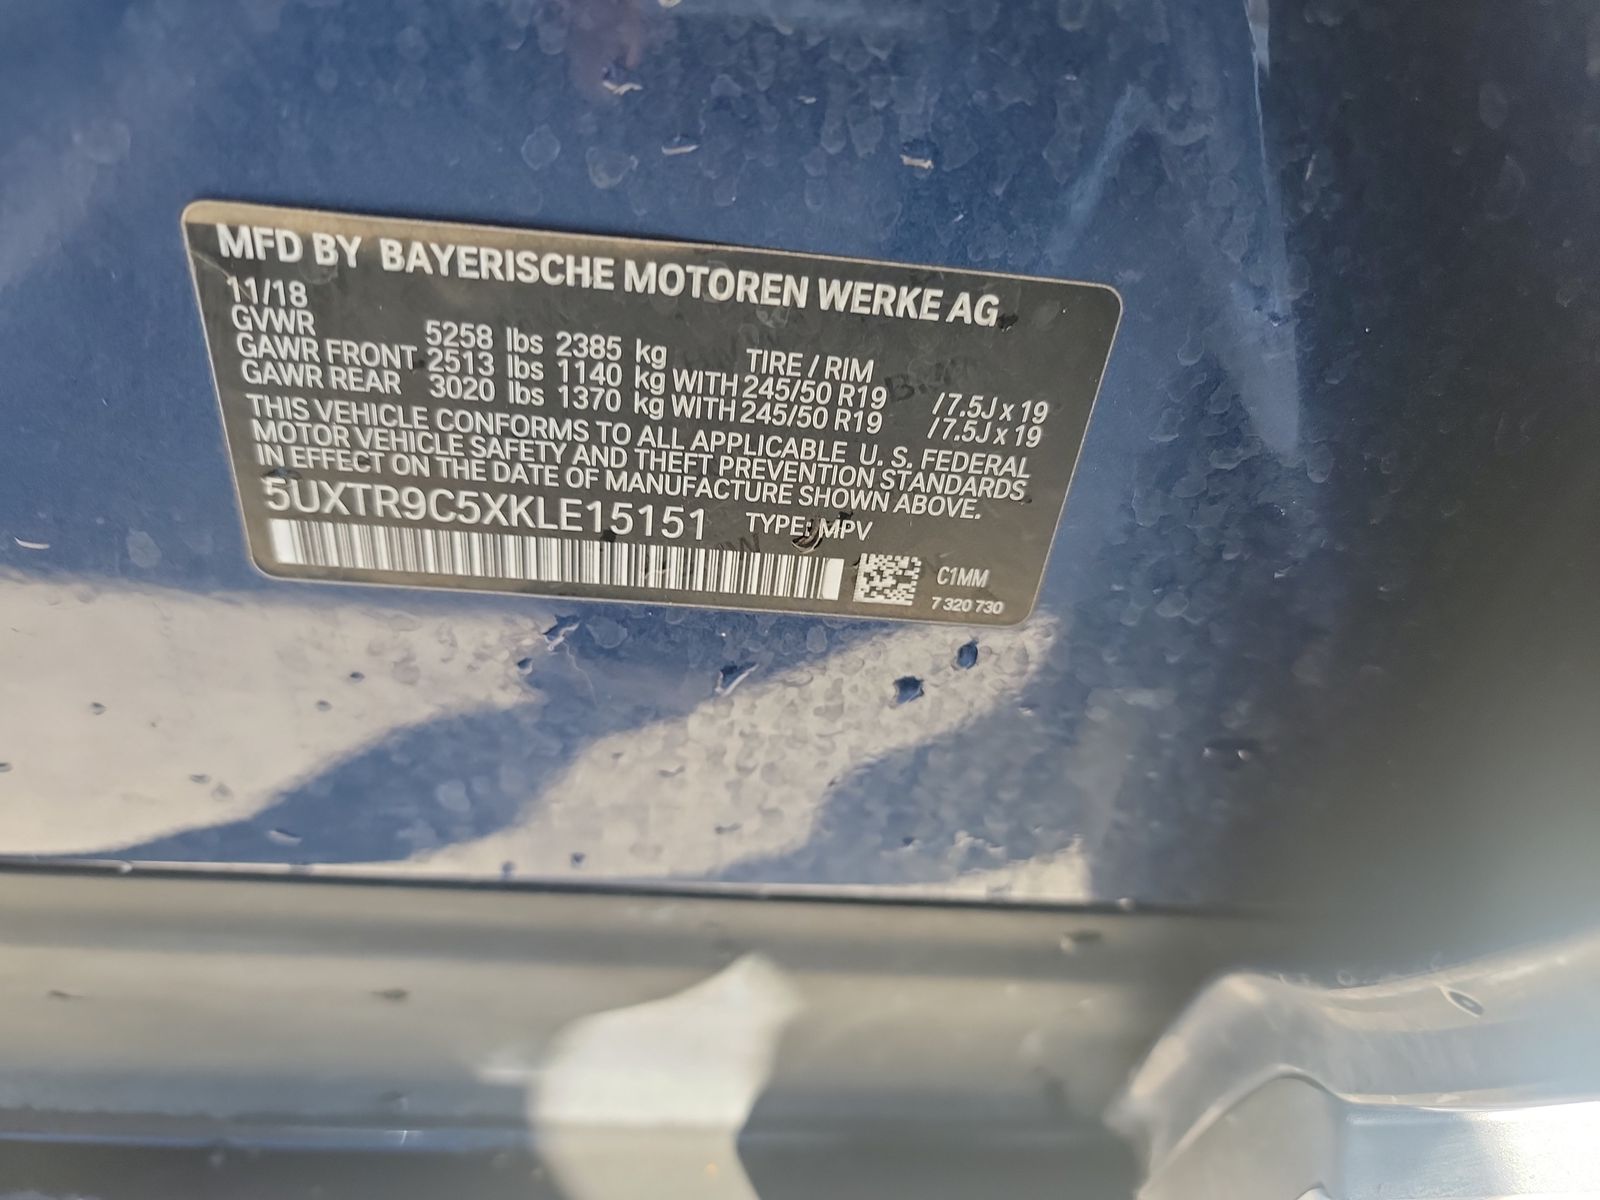 MFD BY BAYERISCHE MOTOREN WERKE AG
11/18
GVWR 5258 lbs 2385 kg TIRE / RIM
GAWR FRONT 2513 lbs 1140 kg WITH 245/50 R19 / 7.5J x 19
GAWR REAR 3020 lbs 1370 kg WITH 245/50 R19 / 7.5J x 19
THIS VEHICLE CONFORMS TO ALL APPLICABLE U. S. FEDERAL
MOTOR VEHICLE SAFETY AND THEFT PREVENTION STANDARDS
IN EFFECT ON THE DATE OF MANUFACTURE SHOWN ABOVE.
5UXTR9C5XKLE15151 TYPE: MPV
C1MM
7 320 730